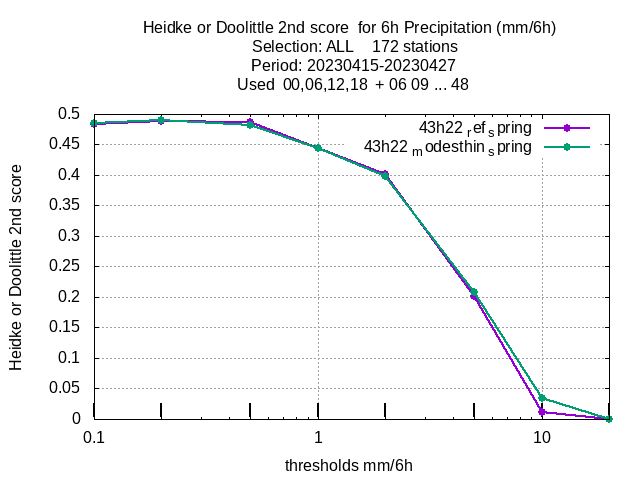 Heidke or Doolittle 2nd score  for 6h Precipitation (mm/6h)
Selection: ALL    172 stations
Period: 20230415-20230427
Used  00,06,12,18  + 06 09 ... 48
43h22 ref spring
43h22 modesthin spring
0.5
0.45
0.4
0.35
0.3
0.25
0.2
0.15
0.1
0.05
0
Heidke or Doolittle 2nd score
0.1
1
10
thresholds mm/6h